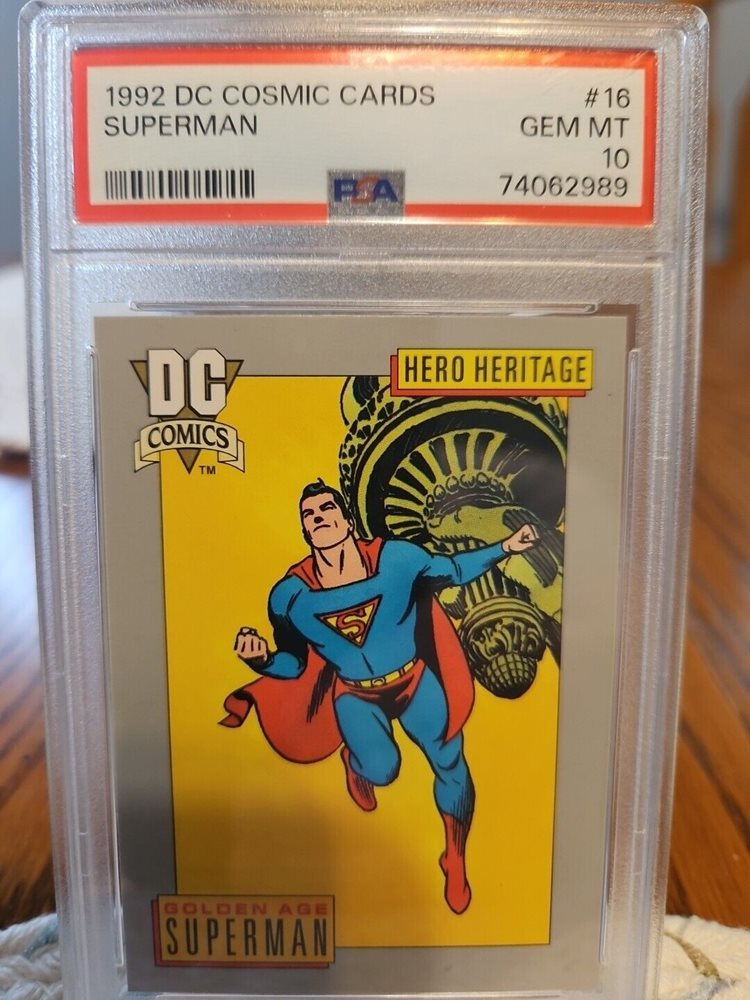 1992 DC COSMIC CARDS #16
SUPERMAN GEM MT
10
PSA 74062989
DC
COMICS
TM
HERO HERITAGE
S
GOLDEN AGE
SUPERMAN